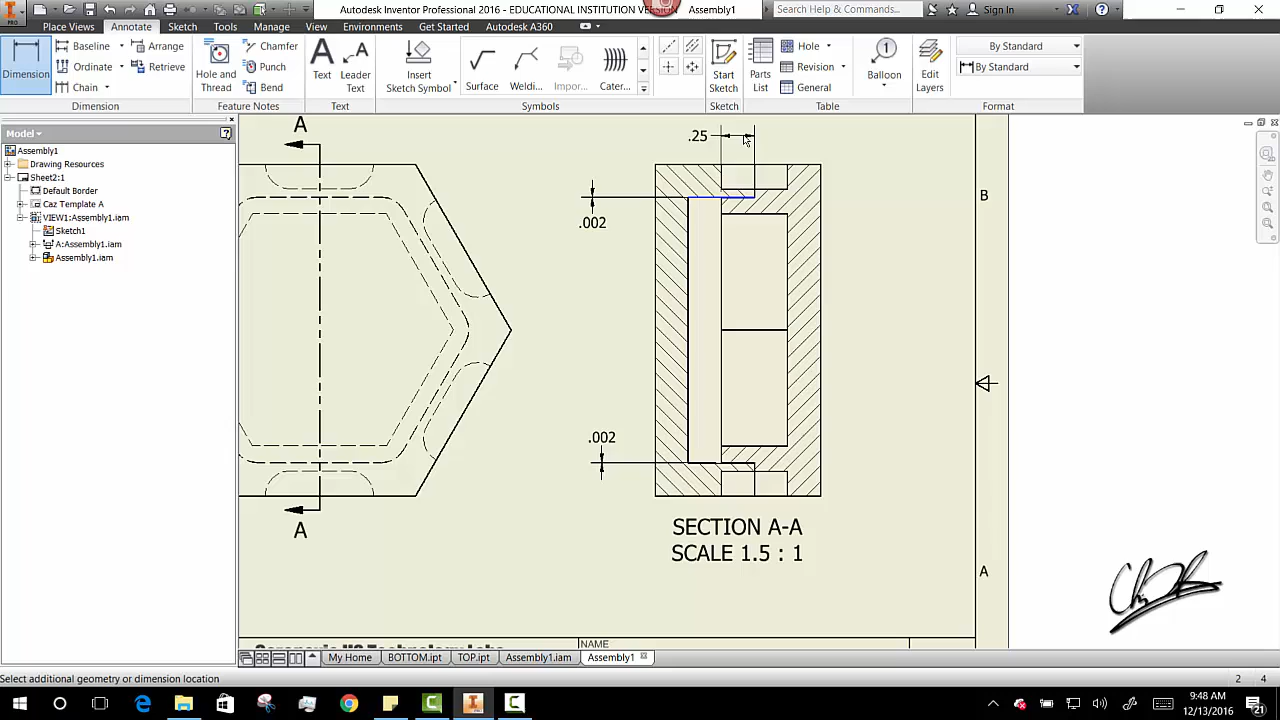 Autodesk Inventor Professional 2016 - EDUCATIONAL INSTITUTION VERSION Assembly1
Search Help & Commands...
Sign In
PRO
Place Views Annotate Sketch Tools Manage View Environments Get Started Autodesk A360
Dimension
Baseline
Ordinate
Chain
Arrange
Retrieve
Dimension
Hole and
Thread
Chamfer
Punch
Bend
Feature Notes
Text
Leader
Text
Text
Insert
Sketch Symbol
Surface
Weldi...
Impor...
Cater...
Symbols
Start
Sketch
Sketch
Parts
List
Hole
Revision
General
Balloon
Table
Edit
Layers
By Standard
By Standard
Format
Model
Assembly1
Drawing Resources
Sheet2:1
Default Border
Caz Template A
VIEW1:Assembly1.iam
Sketch1
A:Assembly1.iam
Assembly1.iam
A
A
.25
.002
.002
SECTION A-A
SCALE 1.5 : 1
B
A
NAME
My Home BOTTOM.ipt TOP.ipt Assembly1.iam Assembly1
Select additional geometry or dimension location
2 4
9:48 AM
12/13/2016
21